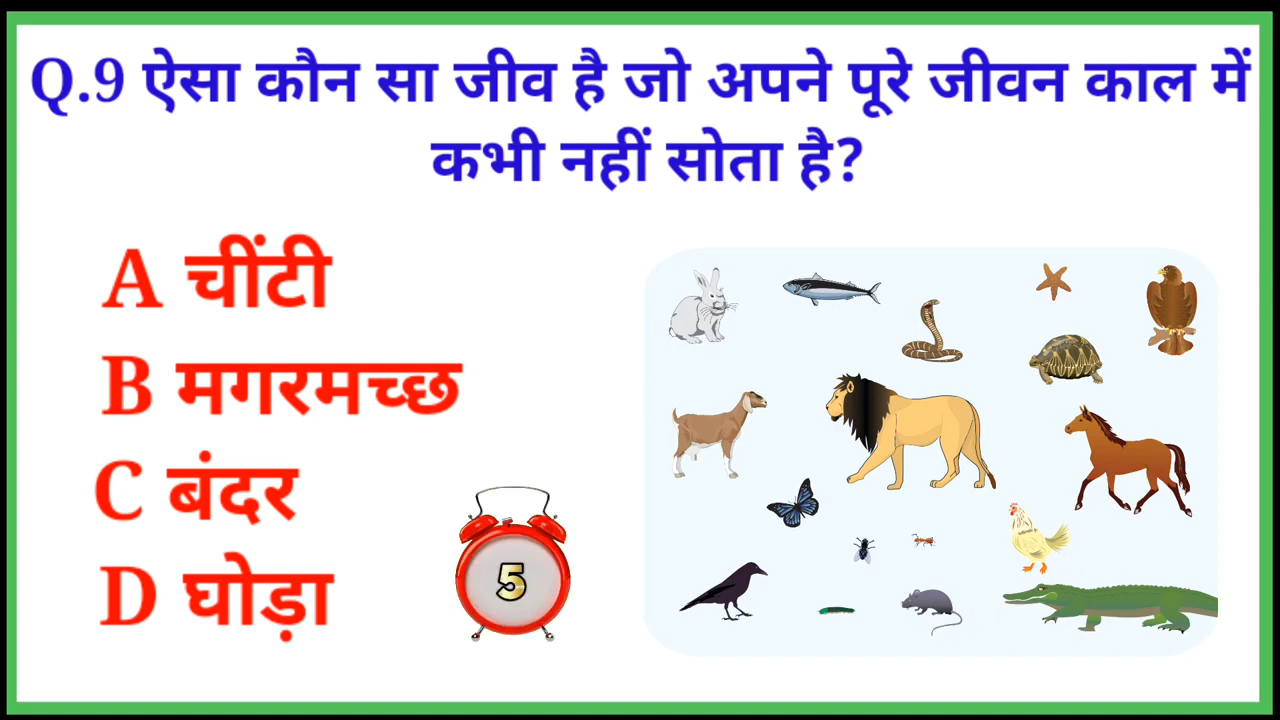 Q.9 ऐसा कौन सा जीव है जो अपने पूरे जीवन काल में
कभी नहीं सोता है?
A चींटी
B मगरमच्छ
C बंदर
D घोड़ा
5